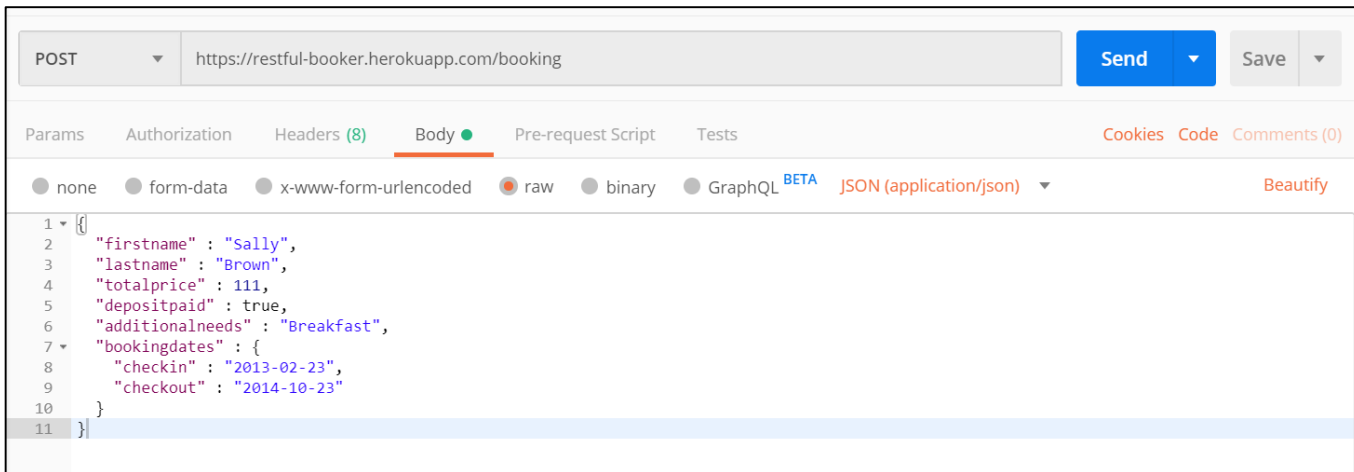 POST https://restful-booker.herokuapp.com/booking Send Save
Params Authorization Headers (8) Body Pre-request Script Tests Cookies Code Comments (0)
none form-data x-www-form-urlencoded raw binary GraphQL BETA JSON (application/json) Beautify
1 {
2 "firstname" : "Sally",
3 "lastname" : "Brown",
4 "totalprice" : 111,
5 "depositpaid" : true,
6 "additionalneeds" : "Breakfast",
7 "bookingdates" : {
8 "checkin" : "2013-02-23",
9 "checkout" : "2014-10-23"
10 }
11 }